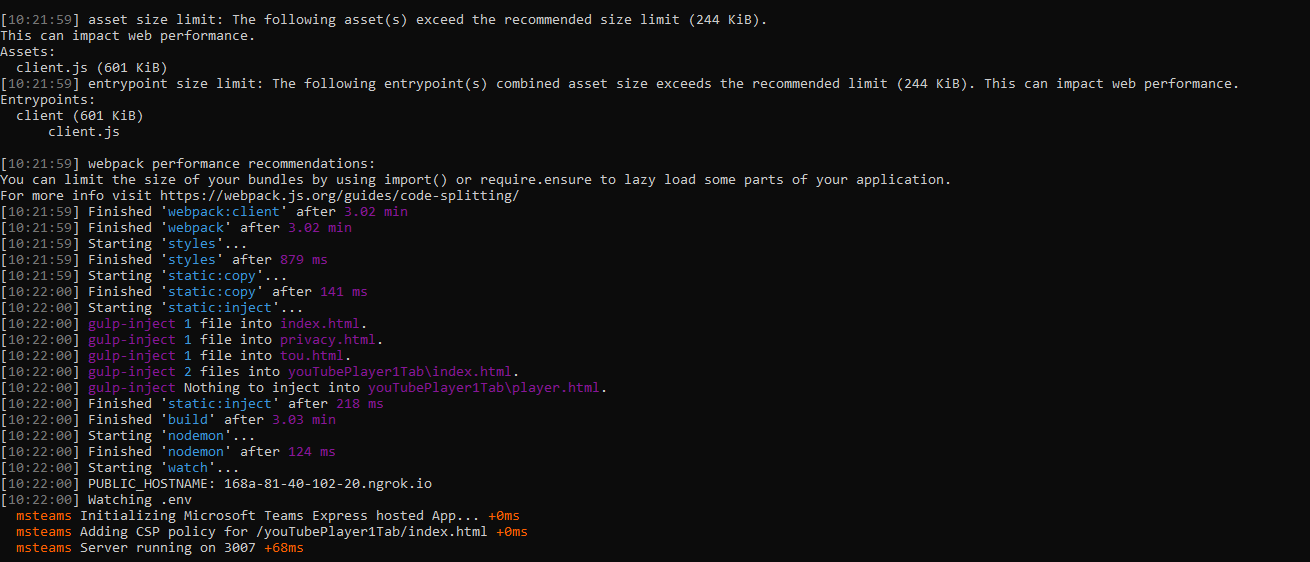 [10:21:59] asset size limit: The following asset(s) exceed the recommended size limit (244 KiB).
This can impact web performance.
Assets:
  client.js (601 KiB)
[10:21:59] entrypoint size limit: The following entrypoint(s) combined asset size exceeds the recommended limit (244 KiB). This can impact web performance.
Entrypoints:
  client (601 KiB)
      client.js
[10:21:59] webpack performance recommendations:
You can limit the size of your bundles by using import() or require.ensure to lazy load some parts of your application.
For more info visit https://webpack.js.org/guides/code-splitting/
[10:21:59] Finished 'webpack:client' after 3.02 min
[10:21:59] Finished 'webpack' after 3.02 min
[10:21:59] Starting 'styles'...
[10:21:59] Finished 'styles' after 879 ms
[10:21:59] Starting 'static:copy'...
[10:22:00] Finished 'static:copy' after 141 ms
[10:22:00] Starting 'static:inject'...
[10:22:00] gulp-inject 1 file into index.html.
[10:22:00] gulp-inject 1 file into privacy.html.
[10:22:00] gulp-inject 1 file into tou.html.
[10:22:00] gulp-inject 2 files into youTubePlayer1Tab\index.html.
[10:22:00] gulp-inject Nothing to inject into youTubePlayer1Tab\player.html.
[10:22:00] Finished 'static:inject' after 218 ms
[10:22:00] Finished 'build' after 3.03 min
[10:22:00] Starting 'nodemon'...
[10:22:00] Finished 'nodemon' after 124 ms
[10:22:00] Starting 'watch'...
[10:22:00] PUBLIC_HOSTNAME: 168a-81-40-102-20.ngrok.io
[10:22:00] Watching .env
  msteams Initializing Microsoft Teams Express hosted App... +0ms
  msteams Adding CSP policy for /youTubePlayer1Tab/index.html +0ms
  msteams Server running on 3007 +68ms